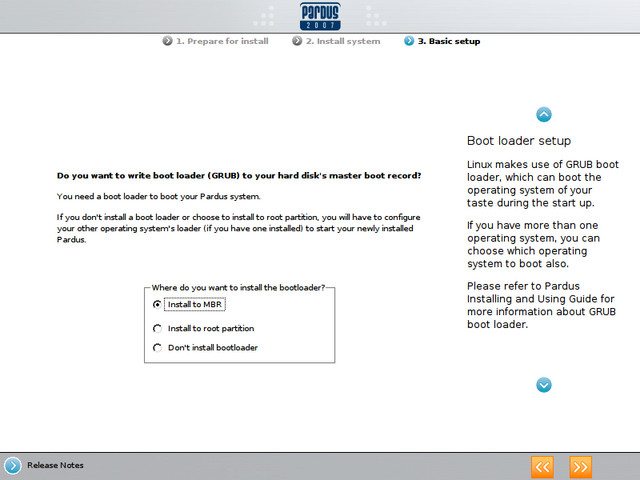 PARDUS
2007
1. Prepare for install
2. Install system
3. Basic setup
Do you want to write boot loader (GRUB) to your hard disk's master boot record?
You need a boot loader to boot your Pardus system.
If you don't install a boot loader or choose to install to root partition, you will have to configure
your other operating system's loader (if you have one installed) to start your newly installed
Pardus.
Where do you want to install the bootloader?
Install to MBR
Install to root partition
Don't install bootloader
Boot loader setup
Linux makes use of GRUB boot
loader, which can boot the
operating system of your
taste during the start up.
If you have more than one
operating system, you can
choose which operating
system to boot also.
Please refer to Pardus
Installing and Using Guide for
more information about GRUB
boot loader.
Release Notes